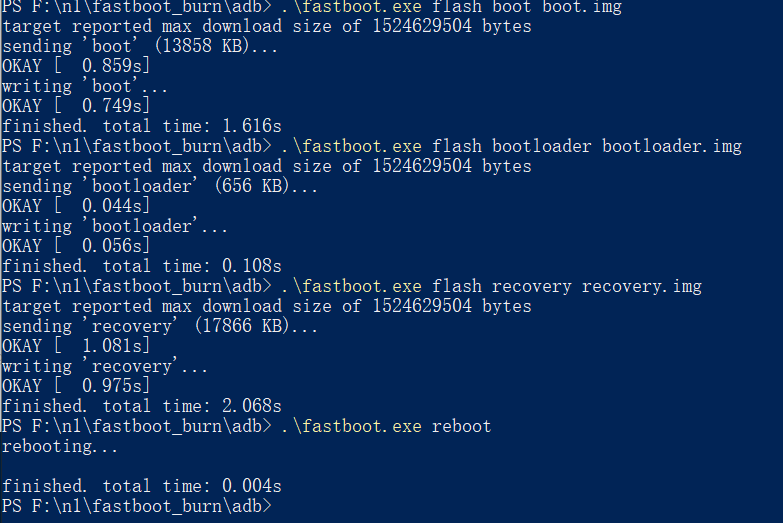 PS F:\n1\fastboot_burn\adb> .\fastboot.exe flash boot boot.img
target reported max download size of 1524629504 bytes
sending 'boot' (13858 KB)...
OKAY [  0.859s]
writing 'boot'...
OKAY [  0.749s]
finished. total time: 1.616s
PS F:\n1\fastboot_burn\adb> .\fastboot.exe flash bootloader bootloader.img
target reported max download size of 1524629504 bytes
sending 'bootloader' (656 KB)...
OKAY [  0.044s]
writing 'bootloader'...
OKAY [  0.056s]
finished. total time: 0.108s
PS F:\n1\fastboot_burn\adb> .\fastboot.exe flash recovery recovery.img
target reported max download size of 1524629504 bytes
sending 'recovery' (17866 KB)...
OKAY [  1.081s]
writing 'recovery'...
OKAY [  0.975s]
finished. total time: 2.068s
PS F:\n1\fastboot_burn\adb> .\fastboot.exe reboot
rebooting...

finished. total time: 0.004s
PS F:\n1\fastboot_burn\adb>